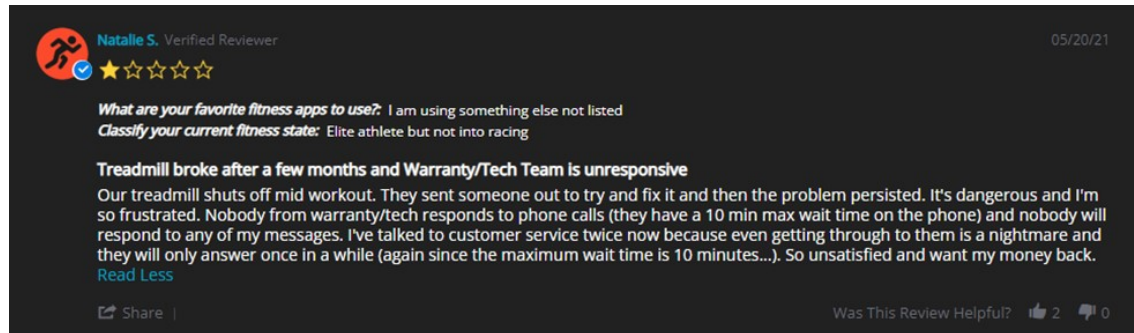 Natalie S. Verified Reviewer 05/20/21
What are your favorite fitness apps to use?: I am using something else not listed
Classify your current fitness state: Elite athlete but not into racing
Treadmill broke after a few months and Warranty/Tech Team is unresponsive
Our treadmill shuts off mid workout. They sent someone out to try and fix it and then the problem persisted. It's dangerous and I'm
so frustrated. Nobody from warranty/tech responds to phone calls (they have a 10 min max wait time on the phone) and nobody will
respond to any of my messages. I've talked to customer service twice now because even getting through to them is a nightmare and
they will only answer once in a while (again since the maximum wait time is 10 minutes...). So unsatisfied and want my money back.
Read Less
Share | Was This Review Helpful? 2 0